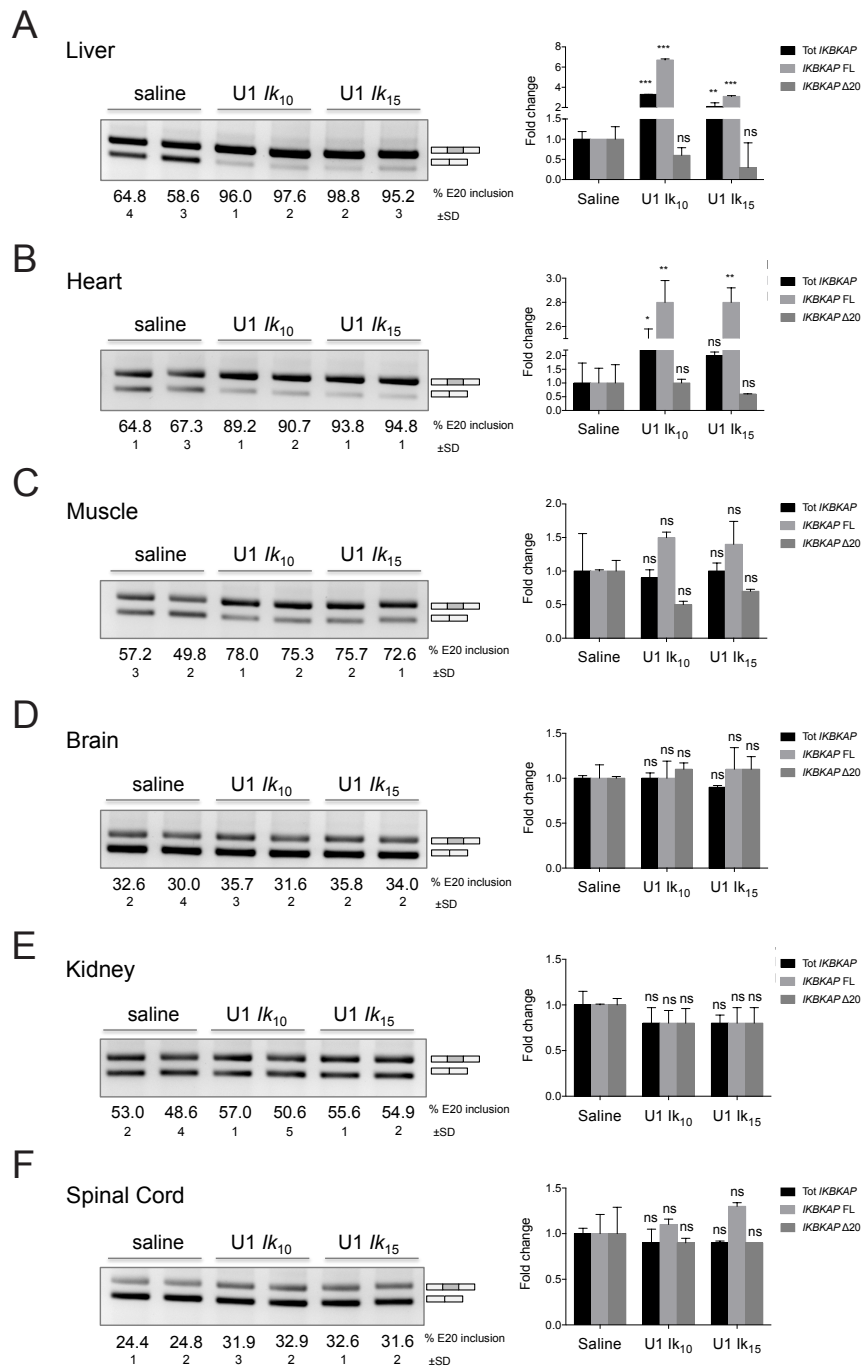 A
Liver
saline U1 Ik10 U1 Ik15
64.8 58.6 96.0 97.6 98.8 95.2 % E20 inclusion
4 3 1 2 2 3 ±SD
Fold change
8
6
4
2
1.0
0.5
0.0
*** *** ns ** *** ns
Saline U1 Ik10 U1 Ik15
Tot IKBKAP
IKBKAP FL
IKBKAP Δ20
B
Heart
saline U1 Ik10 U1 Ik15
64.8 67.3 89.2 90.7 93.8 94.8 % E20 inclusion
1 3 1 2 1 1 ±SD
Fold change
3.0
2.8
2.6
2.0
1.5
1.0
0.5
0.0
* ** ns ns ** ns
Saline U1 Ik10 U1 Ik15
Tot IKBKAP
IKBKAP FL
IKBKAP Δ20
C
Muscle
saline U1 Ik10 U1 Ik15
57.2 49.8 78.0 75.3 75.7 72.6 % E20 inclusion
3 2 1 2 2 1 ±SD
Fold change
2.0
1.5
1.0
0.5
0.0
ns ns ns ns ns ns
Saline U1 Ik10 U1 Ik15
Tot IKBKAP
IKBKAP FL
IKBKAP Δ20
D
Brain
saline U1 Ik10 U1 Ik15
32.6 30.0 35.7 31.6 35.8 34.0 % E20 inclusion
2 4 3 2 2 2 ±SD
Fold change
1.5
1.0
0.5
0.0
ns ns ns ns ns ns
Saline U1 Ik10 U1 Ik15
Tot IKBKAP
IKBKAP FL
IKBKAP Δ20
E
Kidney
saline U1 Ik10 U1 Ik15
53.0 48.6 57.0 50.6 55.6 54.9 % E20 inclusion
2 4 1 5 1 2 ±SD
Fold change
1.5
1.0
0.5
0.0
ns ns ns ns ns ns
Saline U1 Ik10 U1 Ik15
Tot IKBKAP
IKBKAP FL
IKBKAP Δ20
F
Spinal Cord
saline U1 Ik10 U1 Ik15
24.4 24.8 31.9 32.9 32.6 31.6 % E20 inclusion
1 2 3 2 1 2 ±SD
Fold change
1.5
1.0
0.5
0.0
ns ns ns ns ns ns
Saline U1 Ik10 U1 Ik15
Tot IKBKAP
IKBKAP FL
IKBKAP Δ20